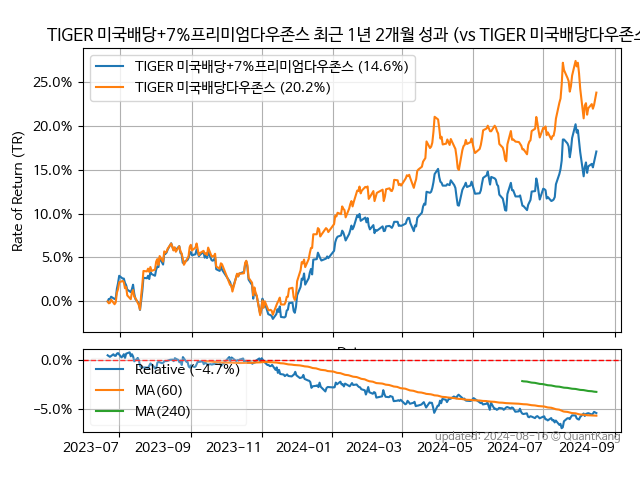 TIGER 미국배당+7%프리미엄다우존스 최근 1년 2개월 성과 (vs TIGER 미국배당다우존스
TIGER 미국배당+7%프리미엄다우존스 (14.6%)
TIGER 미국배당다우존스 (20.2%)
Rate of Return (TR)
25.0%
20.0%
15.0%
10.0%
5.0%
0.0%
0.0%
−5.0%
Relative (−4.7%)
MA(60)
MA(240)
updated: 2024-08-16 © QuantKang
2023−07 2023−09 2023−11 2024−01 2024−03 2024−05 2024−07 2024−09